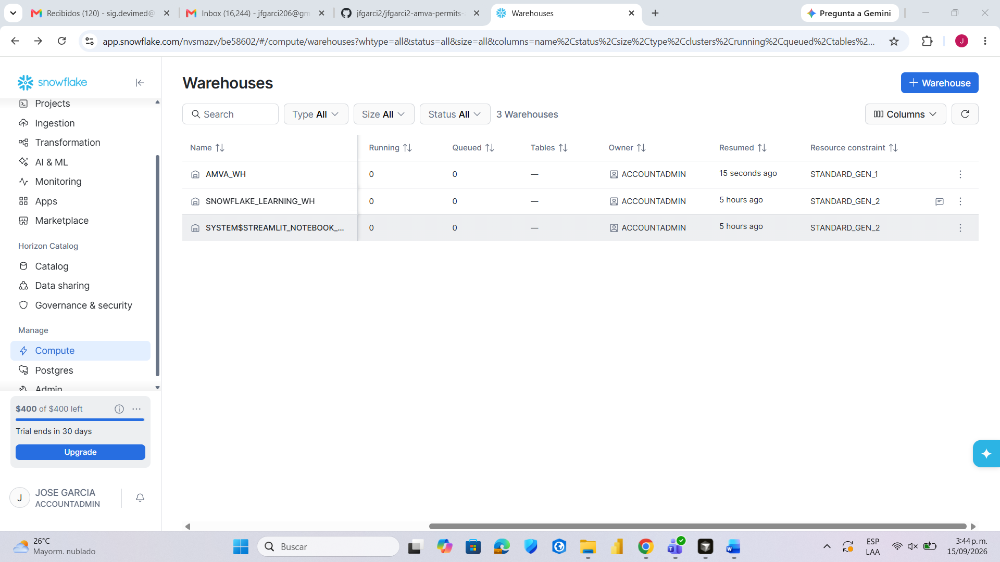 Recibidos (120) - sig.devimed@
Inbox (16,244) - jfgarci206@gm
jfgarci2/jfgarci2-amva-permits-
Warehouses
Pregunta a Gemini
app.snowflake.com/nvsmazv/be58602/#/compute/warehouses?whtype=all&status=all&size=all&columns=name%2Cstatus%2Csize%2Ctype%2Cclusters%2Crunning%2Cqueued%2Ctables%2...
J
snowflake
Projects
Ingestion
Transformation
AI & ML
Monitoring
Apps
Marketplace
Horizon Catalog
Catalog
Data sharing
Governance & security
Manage
Compute
Postgres
Admin
$400 of $400 left
Trial ends in 30 days
Upgrade
J
JOSE GARCIA
ACCOUNTADMIN
Warehouses
+ Warehouse
Search
Type All
Size All
Status All
3 Warehouses
Columns
Name Running Queued Tables Owner Resumed Resource constraint
AMVA_WH 0 0 — ACCOUNTADMIN 15 seconds ago STANDARD_GEN_1
SNOWFLAKE_LEARNING_WH 0 0 — ACCOUNTADMIN 5 hours ago STANDARD_GEN_2
SYSTEM$STREAMLIT_NOTEBOOK_... 0 0 — ACCOUNTADMIN 5 hours ago STANDARD_GEN_2
26°C
Mayorm. nublado
Buscar
ESP
LAA
3:44 p. m.
15/09/2026